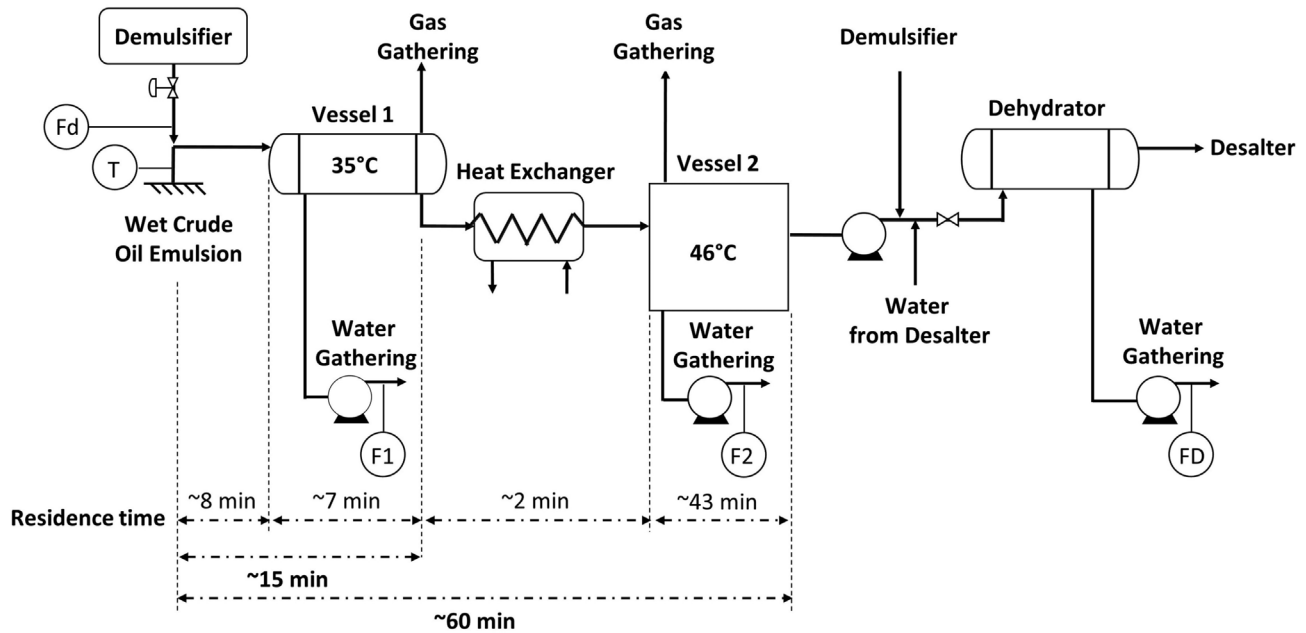 Demulsifier
Gas
Gathering
Gas
Gathering
Demulsifier
Fd
Vessel 1
Dehydrator
T
35°C
Heat Exchanger
Vessel 2
Desalter
Wet Crude
Oil Emulsion
46°C
Water
from Desalter
Water
Gathering
Water
Gathering
Water
Gathering
F1
F2
FD
Residence time
~8 min
~7 min
~2 min
~43 min
~15 min
~60 min